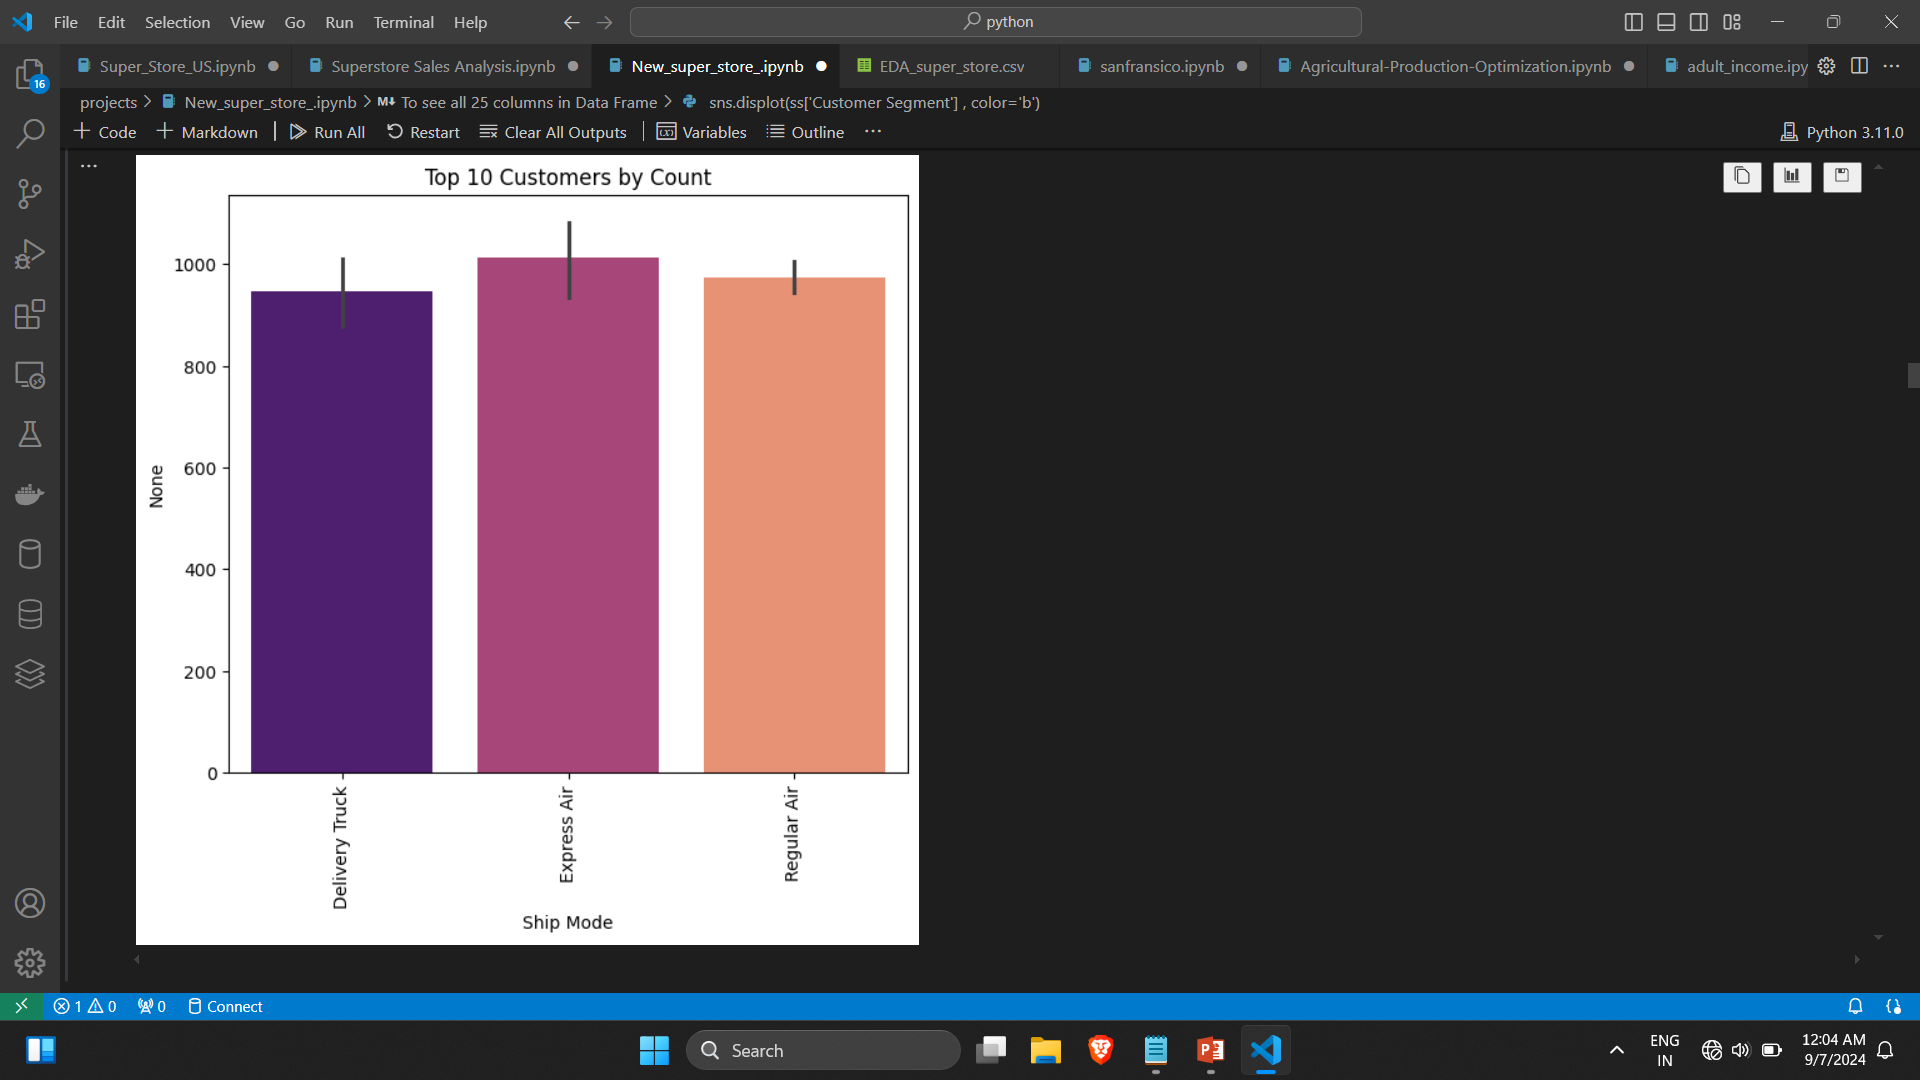 File Edit Selection View Go Run Terminal Help
python
Super_Store_US.ipynb
Superstore Sales Analysis.ipynb
New_super_store_.ipynb
EDA_super_store.csv
sanfransico.ipynb
Agricultural-Production-Optimization.ipynb
adult_income.ipy
16
projects > New_super_store_.ipynb > M↓ To see all 25 columns in Data Frame > sns.displot(ss['Customer Segment'] , color='b')
+ Code + Markdown | Run All Restart Clear All Outputs | Variables Outline ...
Python 3.11.0
Top 10 Customers by Count
1000
800
600
400
200
0
None
Delivery Truck
Express Air
Regular Air
Ship Mode
1 0 0 Connect
Search
ENG
IN
12:04 AM
9/7/2024